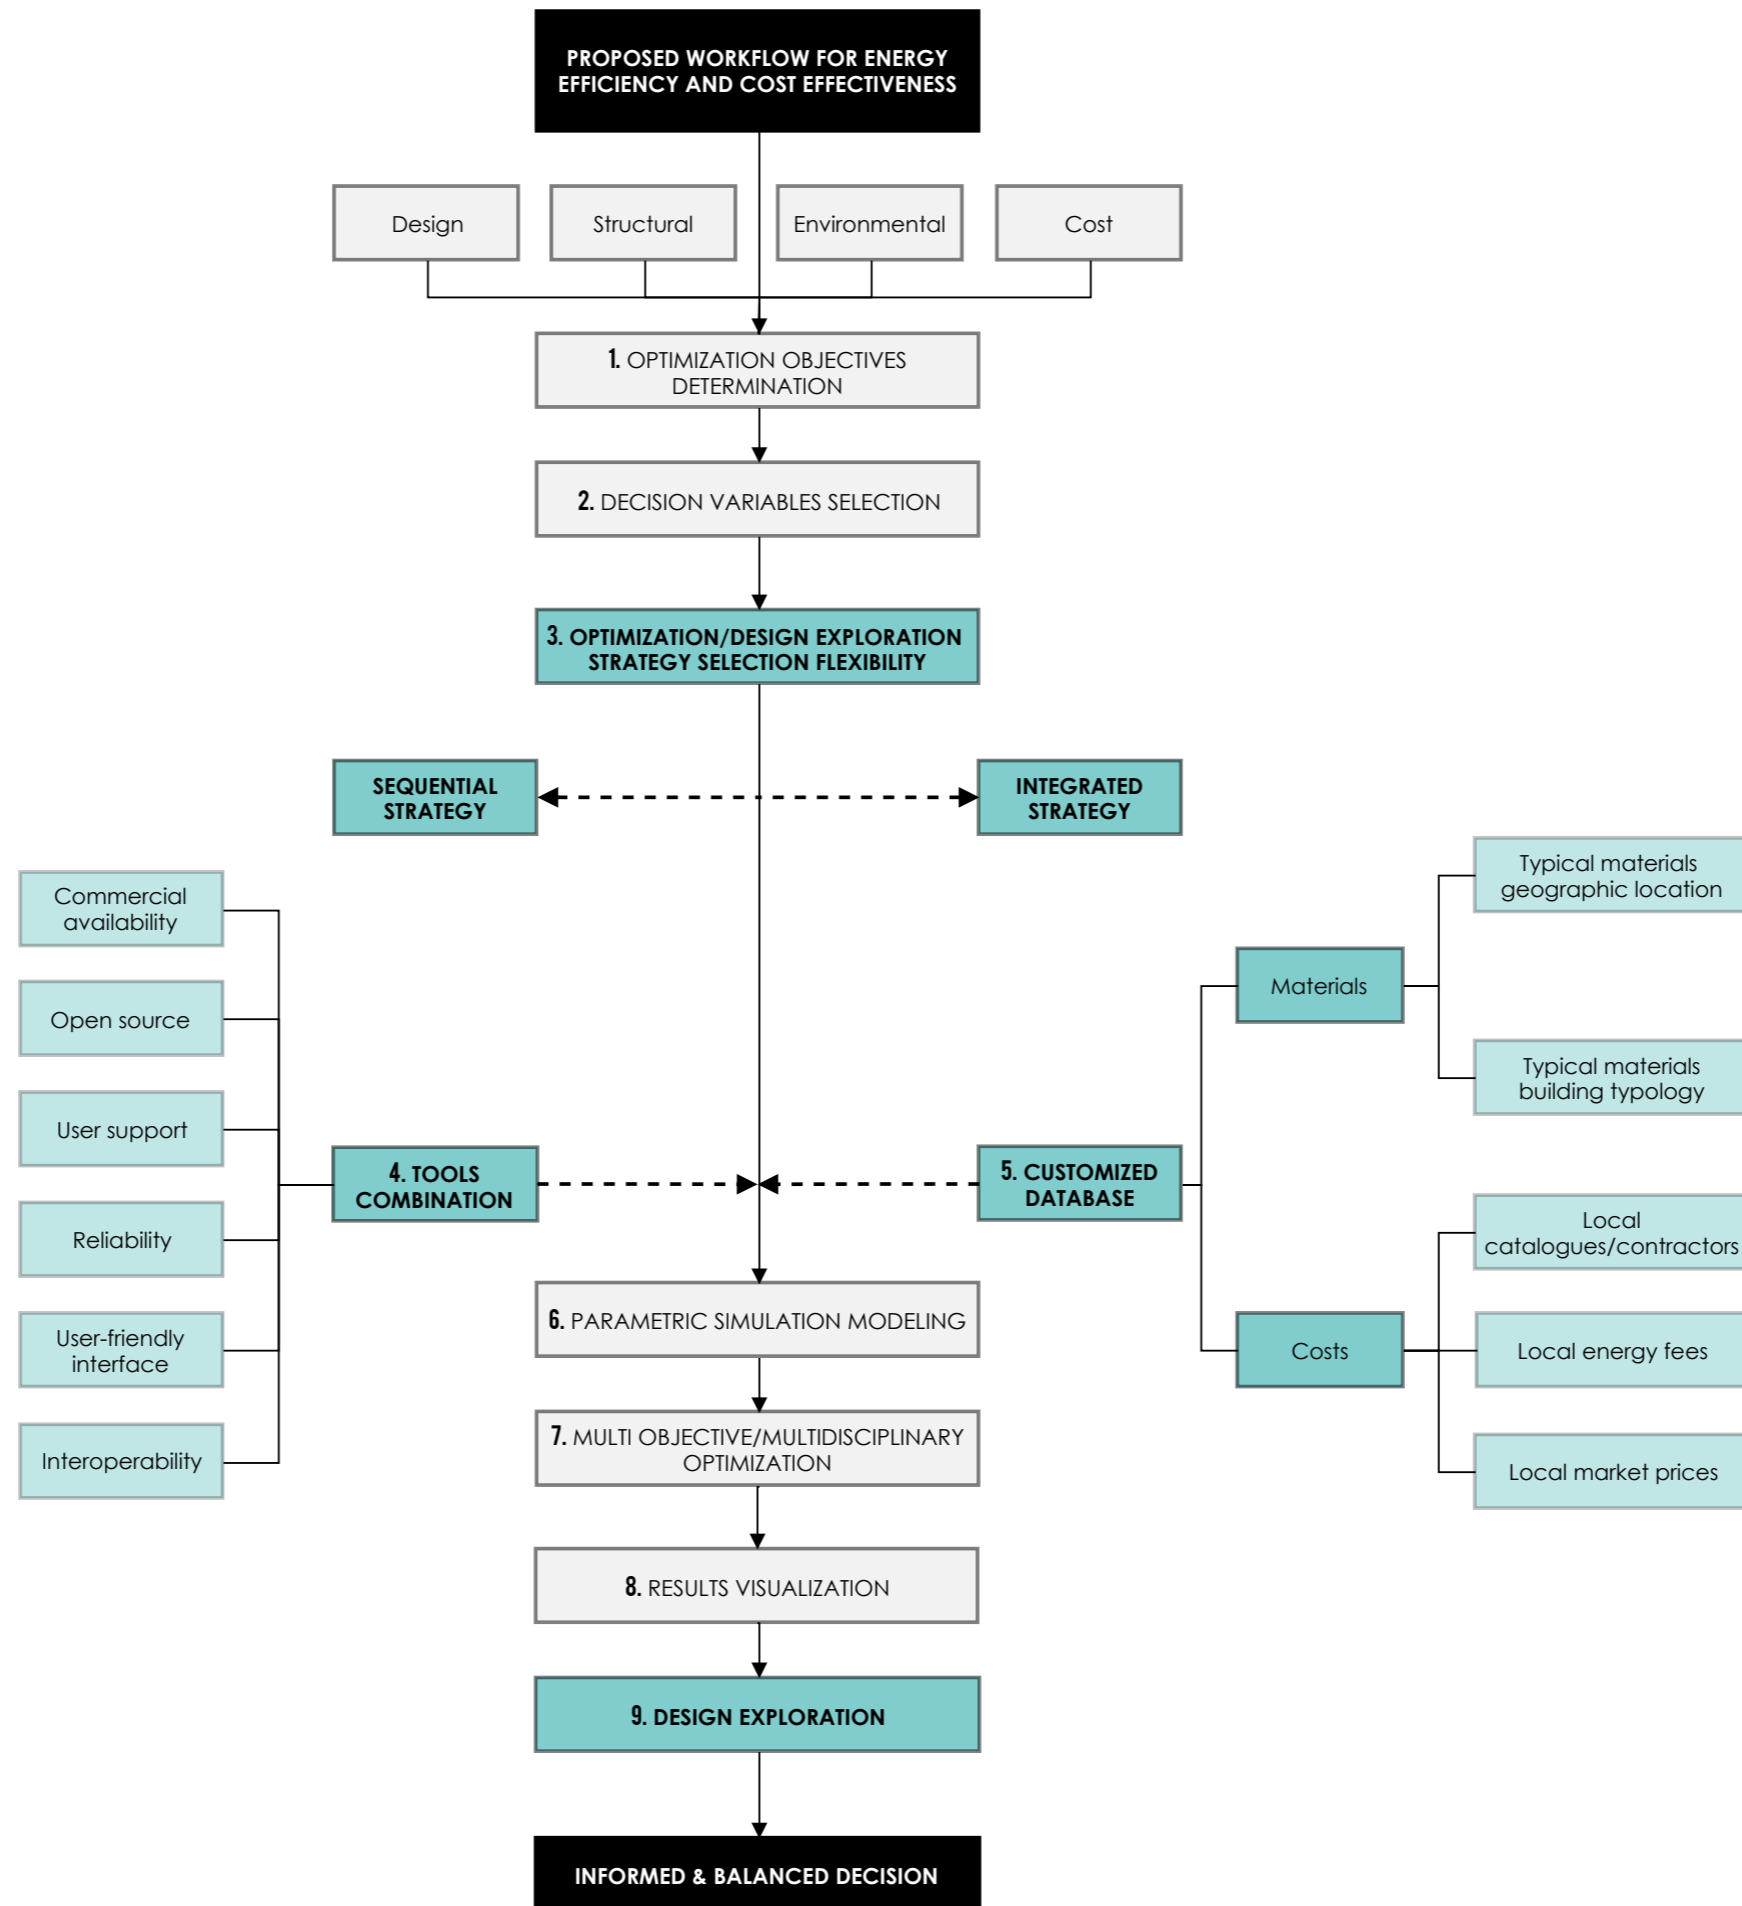 PROPOSED WORKFLOW FOR ENERGY
EFFICIENCY AND COST EFFECTIVENESS
Design
Structural
Environmental
Cost
1. OPTIMIZATION OBJECTIVES
DETERMINATION
2. DECISION VARIABLES SELECTION
3. OPTIMIZATION/DESIGN EXPLORATION
STRATEGY SELECTION FLEXIBILITY
SEQUENTIAL
STRATEGY
INTEGRATED
STRATEGY
Commercial
availability
Open source
User support
Reliability
User-friendly
interface
Interoperability
4. TOOLS
COMBINATION
5. CUSTOMIZED
DATABASE
Materials
Typical materials
geographic location
Typical materials
building typology
Costs
Local
catalogues/contractors
Local energy fees
Local market prices
6. PARAMETRIC SIMULATION MODELING
7. MULTI OBJECTIVE/MULTIDISCIPLINARY
OPTIMIZATION
8. RESULTS VISUALIZATION
9. DESIGN EXPLORATION
INFORMED & BALANCED DECISION